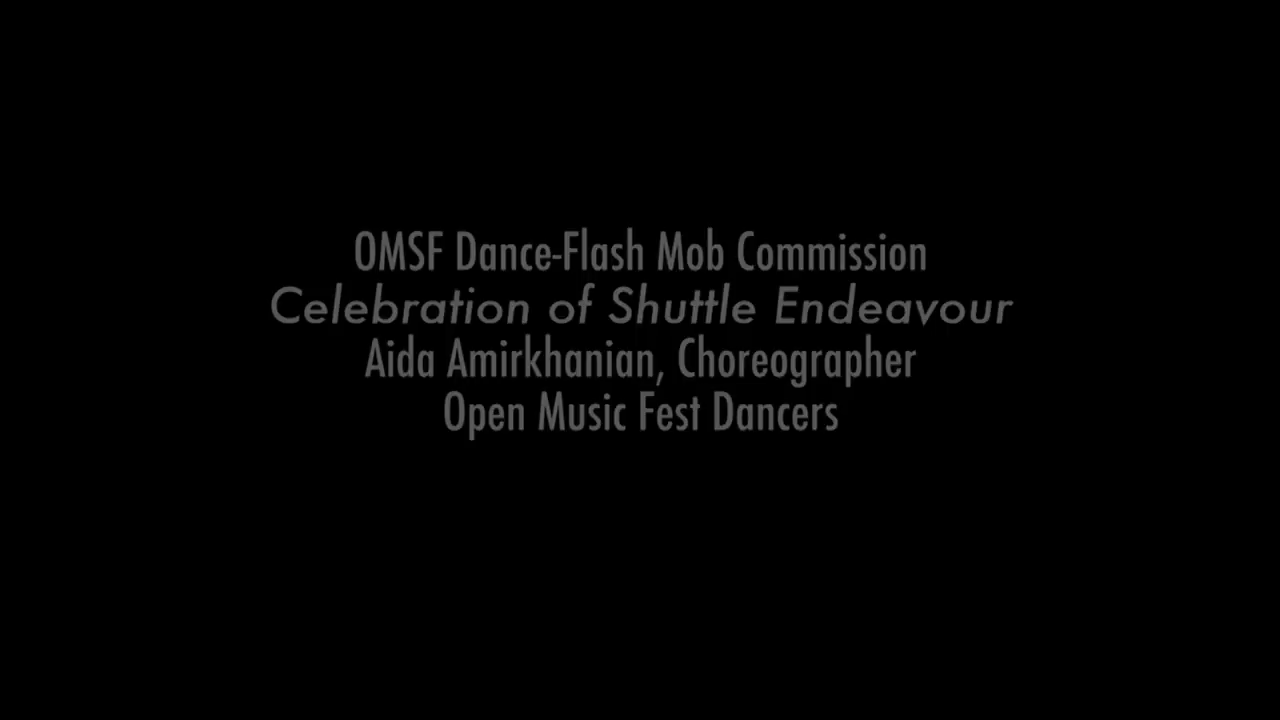 OMSF Dance-Flash Mob Commission
Celebration of Shuttle Endeavour
Aida Amirkhanian, Choreographer
Open Music Fest Dancers